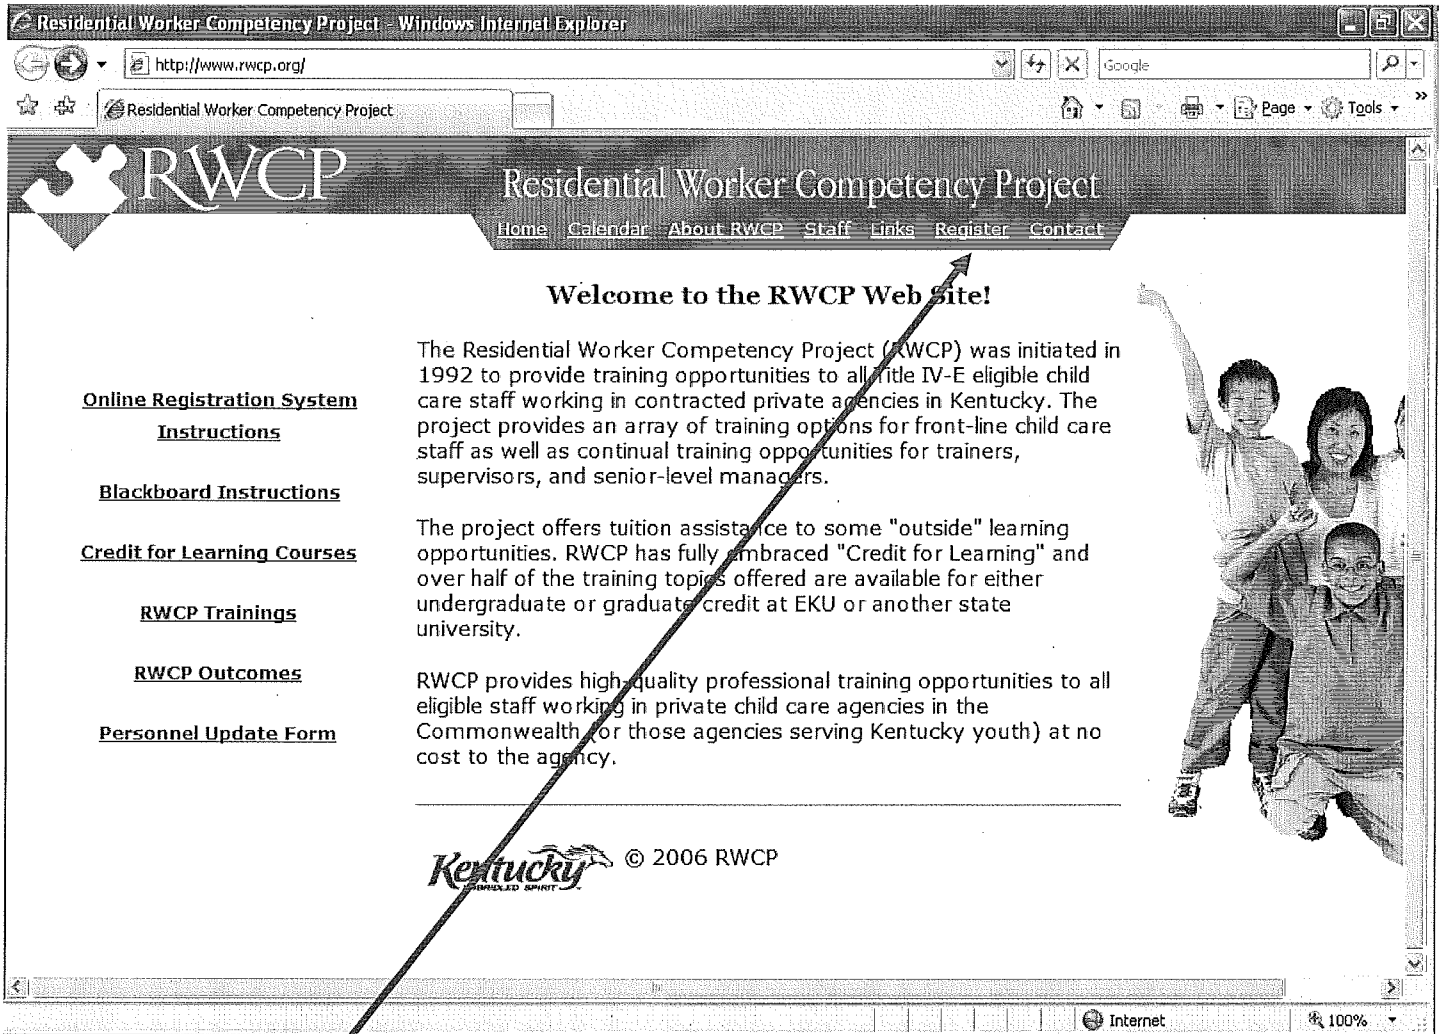 Residential Worker Competency Project - Windows Internet Explorer
http://www.rwcp.org/
Google
Residential Worker Competency Project
Page
Tools
RWCP
Residential Worker Competency Project
Home Calendar About RWCP Staff Links Register Contact
Welcome to the RWCP Web Site!
The Residential Worker Competency Project (RWCP) was initiated in
1992 to provide training opportunities to all Title IV-E eligible child
care staff working in contracted private agencies in Kentucky. The
project provides an array of training options for front-line child care
staff as well as continual training opportunities for trainers,
supervisors, and senior-level managers.
The project offers tuition assistance to some "outside" learning
opportunities. RWCP has fully embraced "Credit for Learning" and
over half of the training topics offered are available for either
undergraduate or graduate credit at EKU or another state
university.
RWCP provides high-quality professional training opportunities to all
eligible staff working in private child care agencies in the
Commonwealth (or those agencies serving Kentucky youth) at no
cost to the agency.
Online Registration System
Instructions
Blackboard Instructions
Credit for Learning Courses
RWCP Trainings
RWCP Outcomes
Personnel Update Form
Kentucky
UNBRIDLED SPIRIT
© 2006 RWCP
Internet
100%